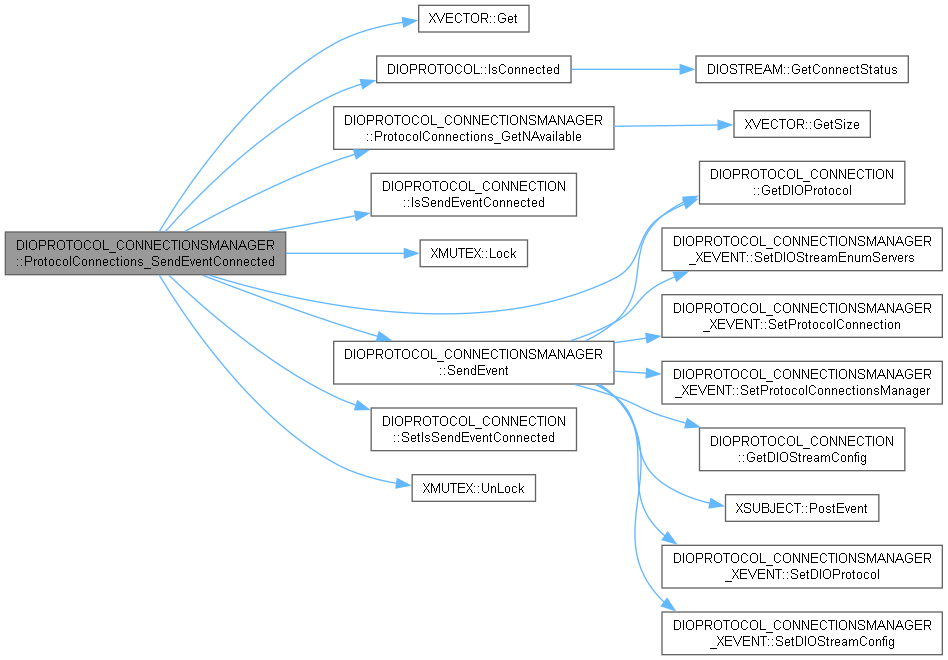 XVECTOR::Get
DIOPROTOCOL::IsConnected
DIOSTREAM::GetConnectStatus
DIOPROTOCOL_CONNECTIONSMANAGER
::ProtocolConnections_GetNAvailable
XVECTOR::GetSize
DIOPROTOCOL_CONNECTION
::IsSendEventConnected
DIOPROTOCOL_CONNECTION
::GetDIOProtocol
DIOPROTOCOL_CONNECTIONSMANAGER
::ProtocolConnections_SendEventConnected
XMUTEX::Lock
DIOPROTOCOL_CONNECTIONSMANAGER
_XEVENT::SetDIOStreamEnumServers
DIOPROTOCOL_CONNECTIONSMANAGER
_XEVENT::SetProtocolConnection
DIOPROTOCOL_CONNECTIONSMANAGER
::SendEvent
DIOPROTOCOL_CONNECTIONSMANAGER
_XEVENT::SetProtocolConnectionsManager
DIOPROTOCOL_CONNECTION
::SetIsSendEventConnected
DIOPROTOCOL_CONNECTION
::GetDIOStreamConfig
XMUTEX::UnLock
XSUBJECT::PostEvent
DIOPROTOCOL_CONNECTIONSMANAGER
_XEVENT::SetDIOProtocol
DIOPROTOCOL_CONNECTIONSMANAGER
_XEVENT::SetDIOStreamConfig